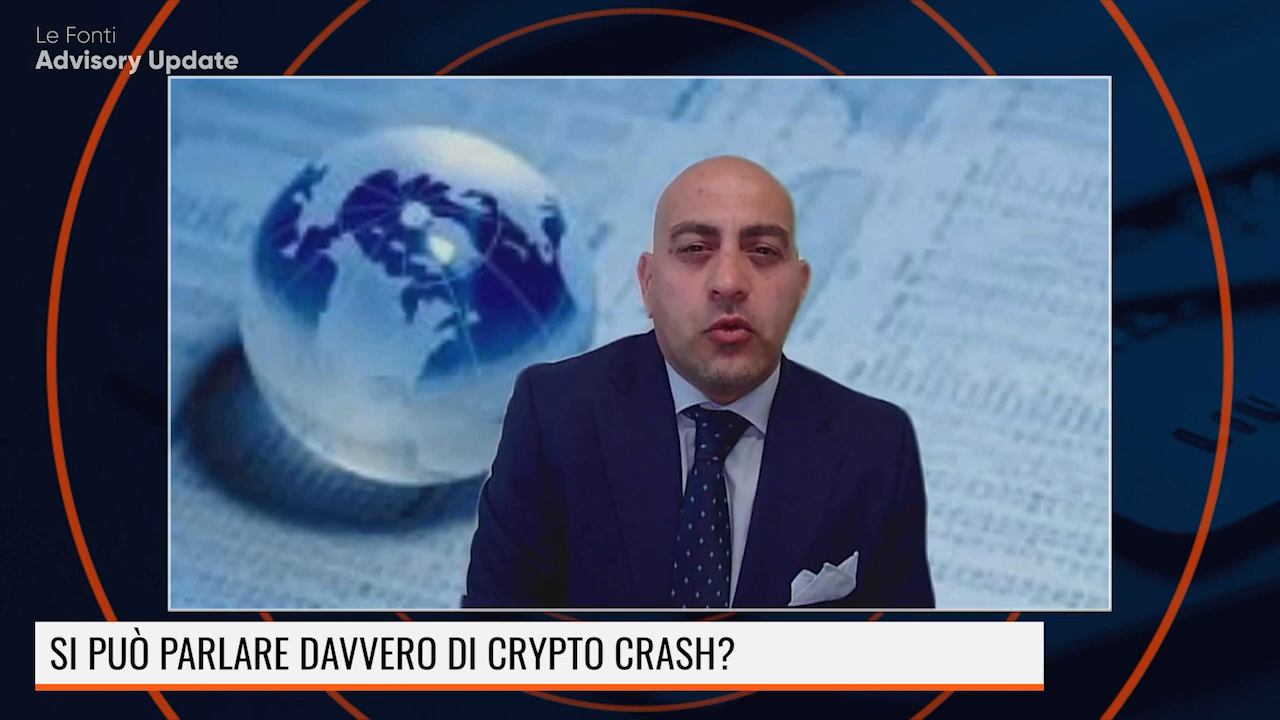 Le Fonti
Advisory Update
SI PUÒ PARLARE DAVVERO DI CRYPTO CRASH?